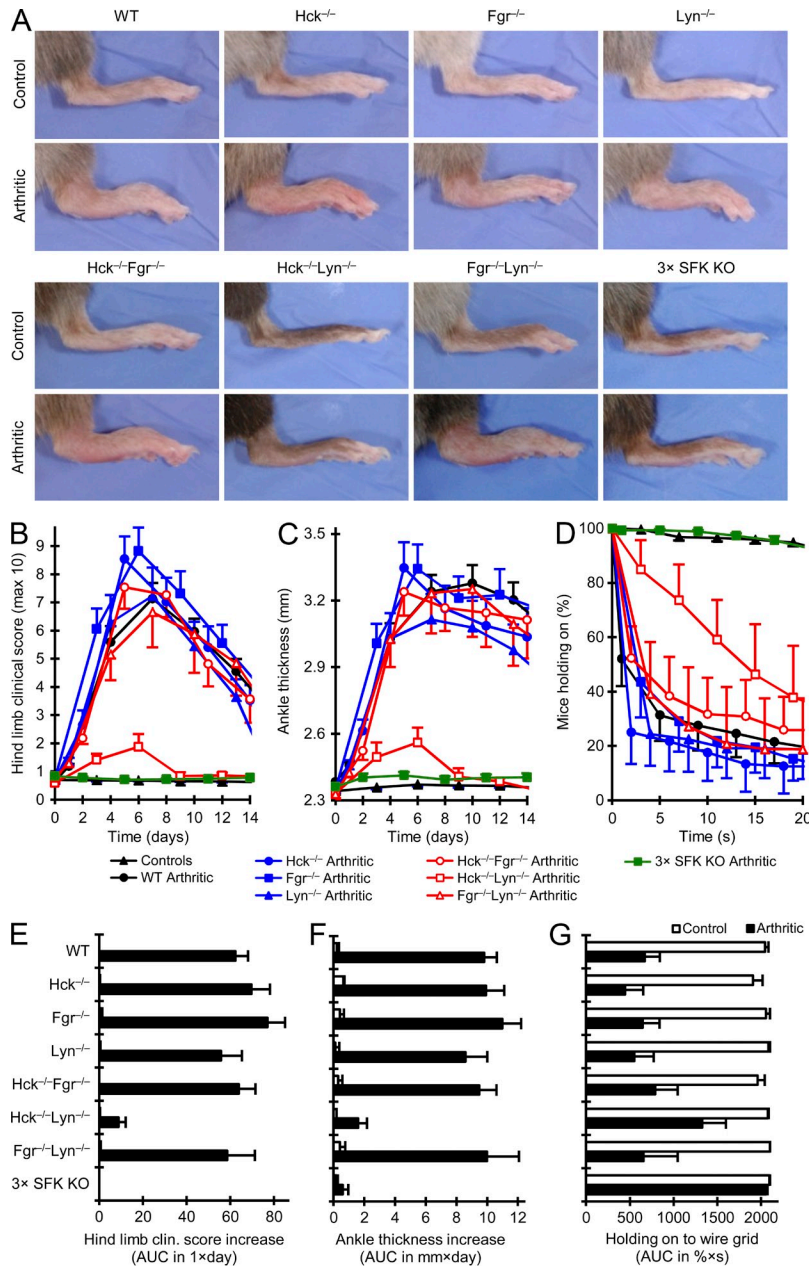 A
WT
Hck–/–
Fgr–/–
Lyn–/–
Control
Arthritic
Hck–/–Fgr–/–
Hck–/–Lyn–/–
Fgr–/–Lyn–/–
3× SFK KO
Control
Arthritic
B
Hind limb clinical score (max 10)
9
8
7
6
5
4
3
2
1
0
0 2 4 6 8 10 12 14
Time (days)
C
Ankle thickness (mm)
3.5
3.2
2.9
2.6
2.3
0 2 4 6 8 10 12 14
Time (days)
D
Mice holding on (%)
100
80
60
40
20
0
0 5 10 15 20
Time (s)
Controls
WT Arthritic
Hck–/– Arthritic
Fgr–/– Arthritic
Lyn–/– Arthritic
Hck–/–Fgr–/– Arthritic
Hck–/–Lyn–/– Arthritic
Fgr–/–Lyn–/– Arthritic
3× SFK KO Arthritic
E
WT
Hck–/–
Fgr–/–
Lyn–/–
Hck–/–Fgr–/–
Hck–/–Lyn–/–
Fgr–/–Lyn–/–
3× SFK KO
0 20 40 60 80
Hind limb clin. score increase
(AUC in 1×day)
F
0 2 4 6 8 10 12
Ankle thickness increase
(AUC in mm×day)
G
Control
Arthritic
0 500 1000 1500 2000
Holding on to wire grid
(AUC in %×s)